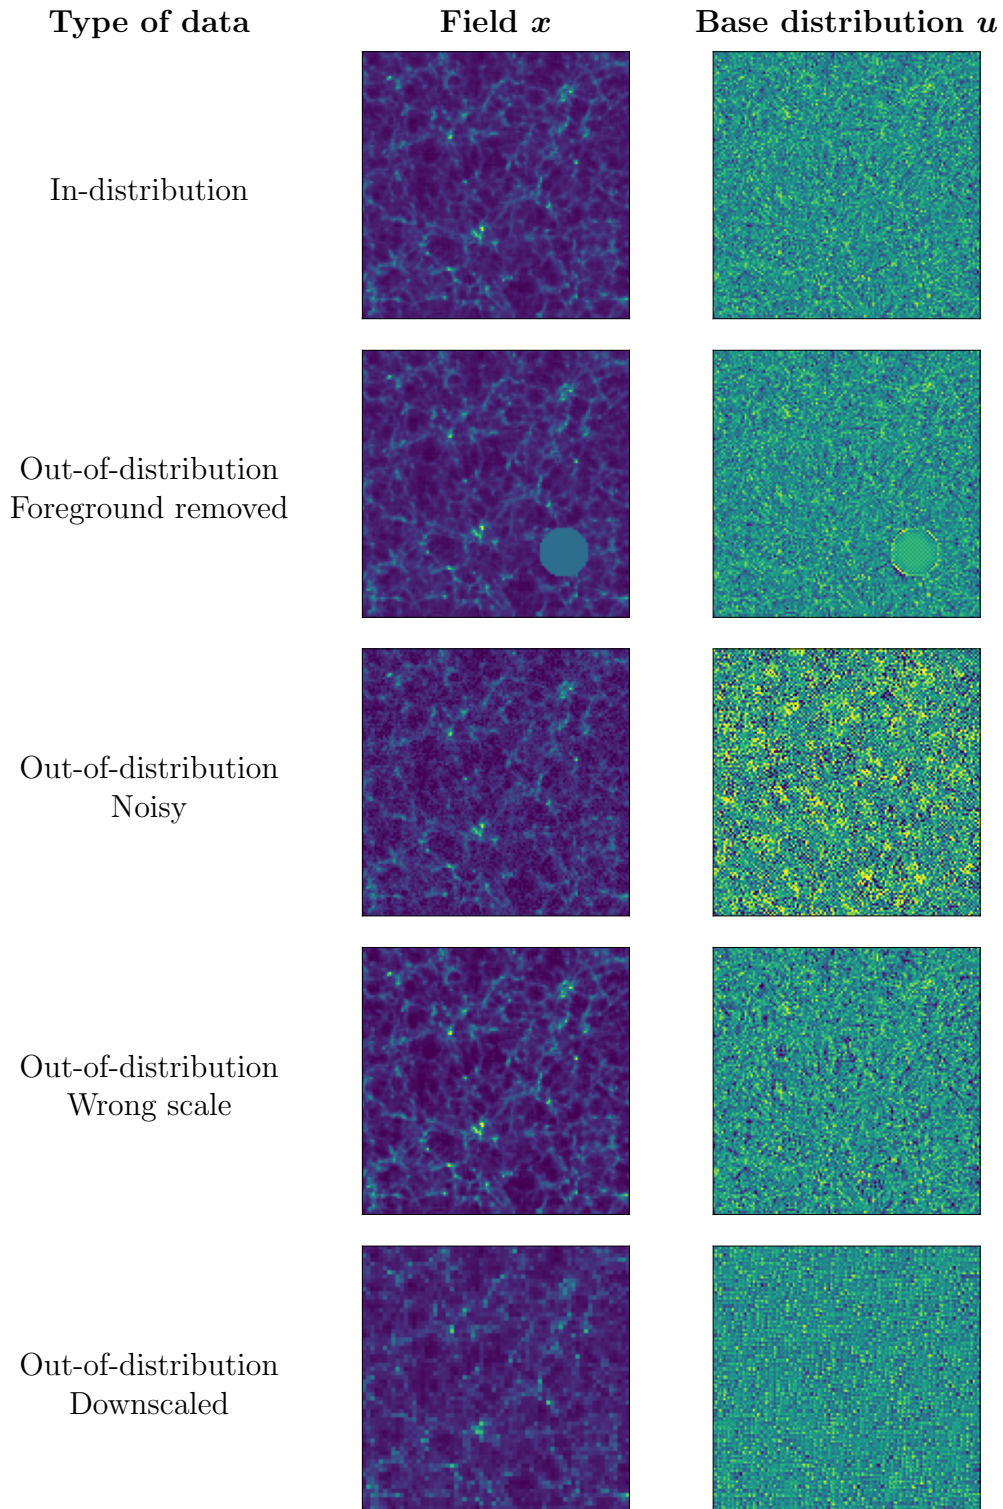 Type of data
Field x
Base distribution u
In-distribution
Out-of-distribution
Foreground removed
Out-of-distribution
Noisy
Out-of-distribution
Wrong scale
Out-of-distribution
Downscaled